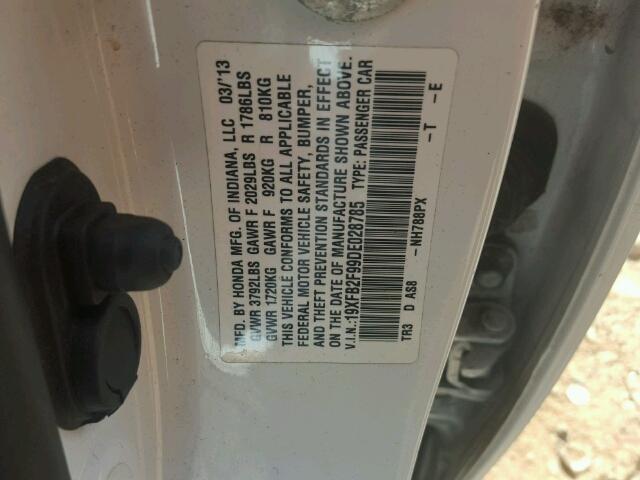 MFD. BY HONDA MFG. OF INDIANA, LLC 03/'13
GVWR 3792LBS GAWR F 2029LBS R 1786LBS
GVWR 1720KG GAWR F 920KG R 810KG
THIS VEHICLE CONFORMS TO ALL APPLICABLE
FEDERAL MOTOR VEHICLE SAFETY, BUMPER,
AND THEFT PREVENTION STANDARDS IN EFFECT
ON THE DATE OF MANUFACTURE SHOWN ABOVE.
V.I.N.:19XFB2F99DE028785 TYPE: PASSENGER CAR
TR3 D AS8 -NH788PX -T -E